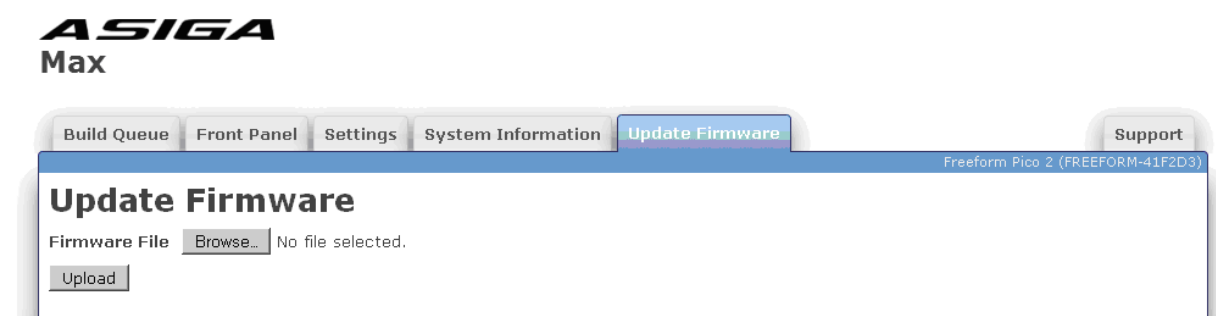 ASIGA
Max
Build Queue Front Panel Settings System Information Update Firmware Support
Freeform Pico 2 (FREEFORM-41F2D3)
Update Firmware
Firmware File Browse… No file selected.
Upload